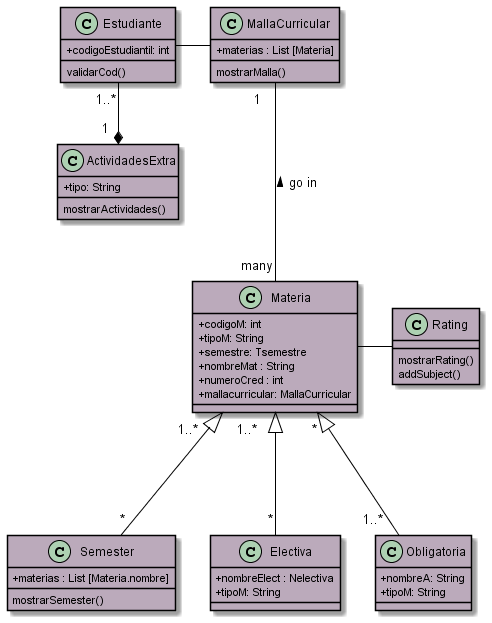 C Estudiante
+codigoEstudiantil: int
validarCod()
C MallaCurricular
+materias : List [Materia]
mostrarMalla()
1..*
1
1
C ActividadesExtra
+tipo: String
mostrarActividades()
go in
many
C Materia
+codigoM: int
+tipoM: String
+semestre: Tsemestre
+nombreMat : String
+numeroCred : int
+mallacurricular: MallaCurricular
C Rating
mostrarRating()
addSubject()
1..*
1..*
*
*
*
1..*
C Semester
+materias : List [Materia.nombre]
mostrarSemester()
C Electiva
+nombreElect : Nelectiva
+tipoM: String
C Obligatoria
+nombreA: String
+tipoM: String